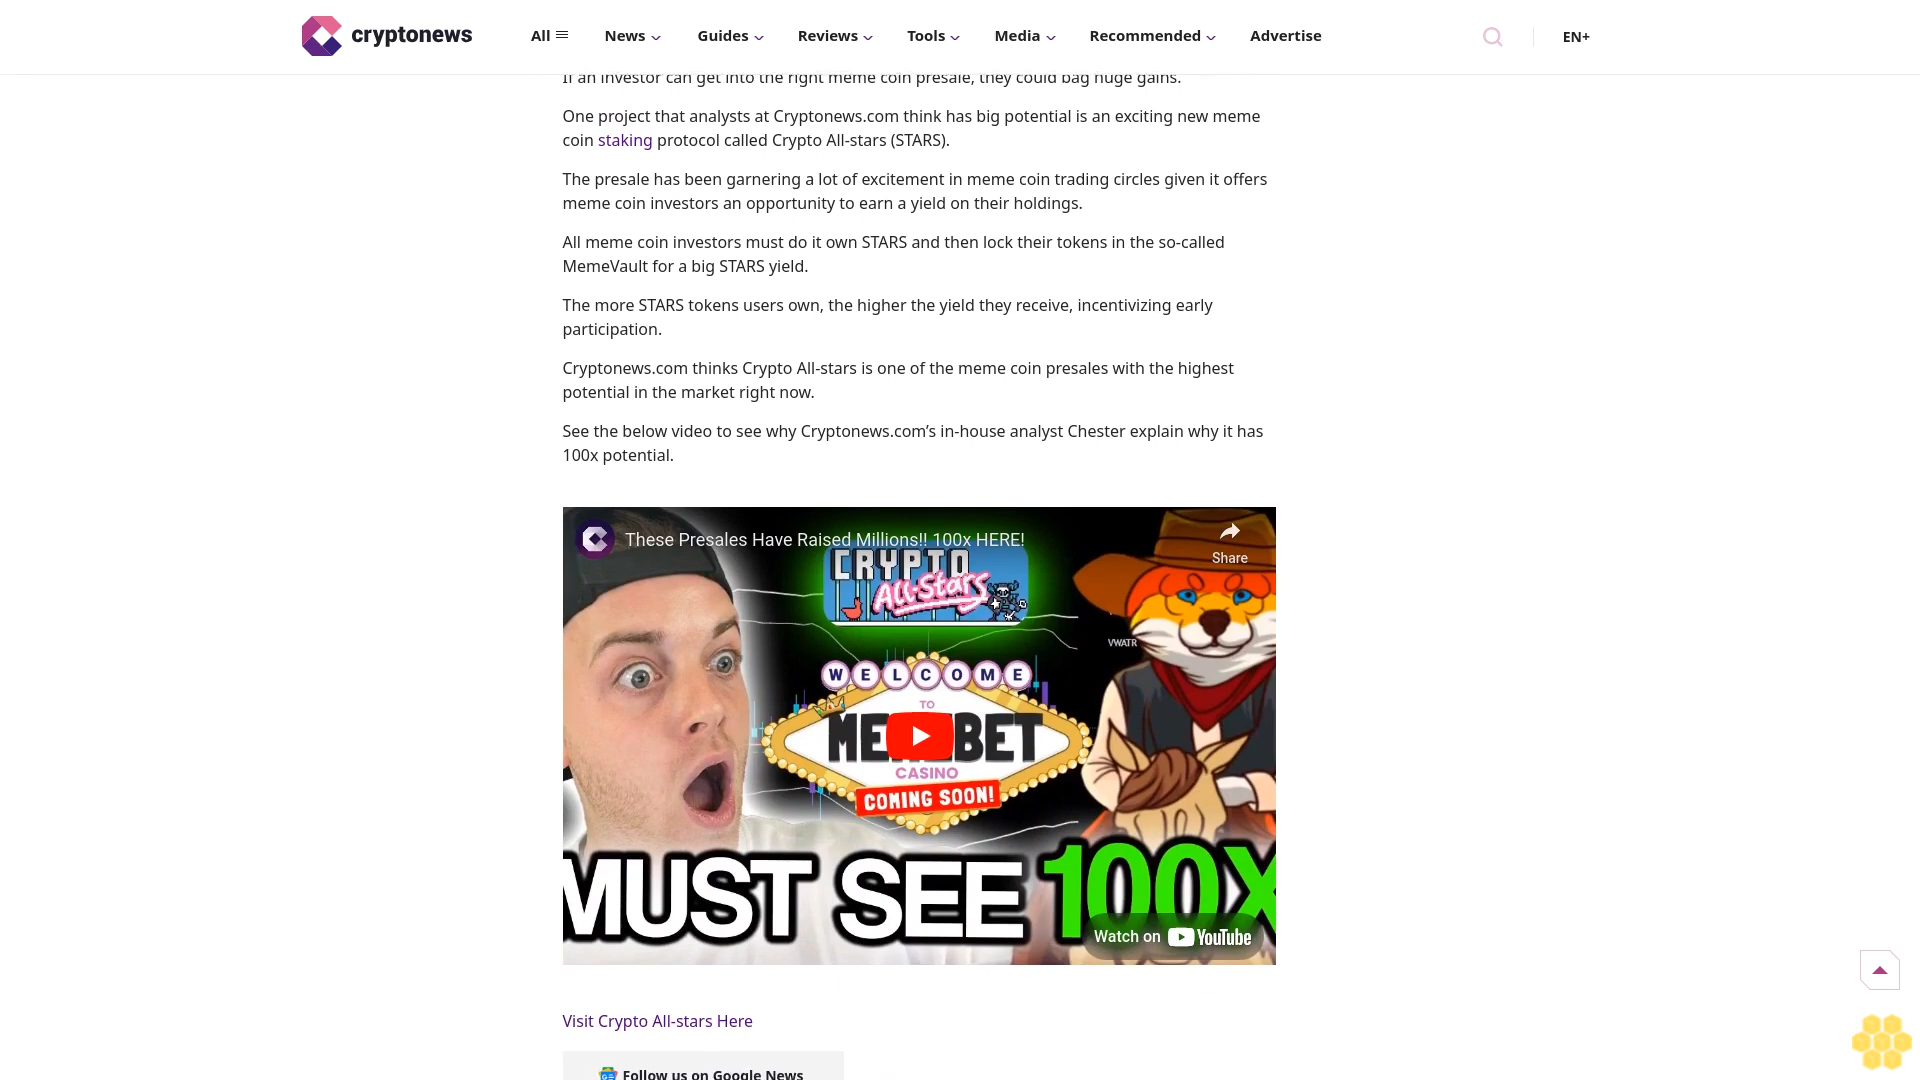 cryptonews
All
News
Guides
Reviews
Tools
Media
Recommended
Advertise
EN+
If an investor can get into the right meme coin presale, they could bag huge gains.
One project that analysts at Cryptonews.com think has big potential is an exciting new meme
coin staking protocol called Crypto All-stars (STARS).
The presale has been garnering a lot of excitement in meme coin trading circles given it offers
meme coin investors an opportunity to earn a yield on their holdings.
All meme coin investors must do it own STARS and then lock their tokens in the so-called
MemeVault for a big STARS yield.
The more STARS tokens users own, the higher the yield they receive, incentivizing early
participation.
Cryptonews.com thinks Crypto All-stars is one of the meme coin presales with the highest
potential in the market right now.
See the below video to see why Cryptonews.com’s in-house analyst Chester explain why it has
100x potential.
These Presales Have Raised Millions!! 100x HERE!
Share
CRYPTO
All-Stars
VWATR
WELCOME
TO
ME BET
CASINO
COMING SOON!
MUST SEE 100X
Watch on YouTube
Visit Crypto All-stars Here
Follow us on Google News